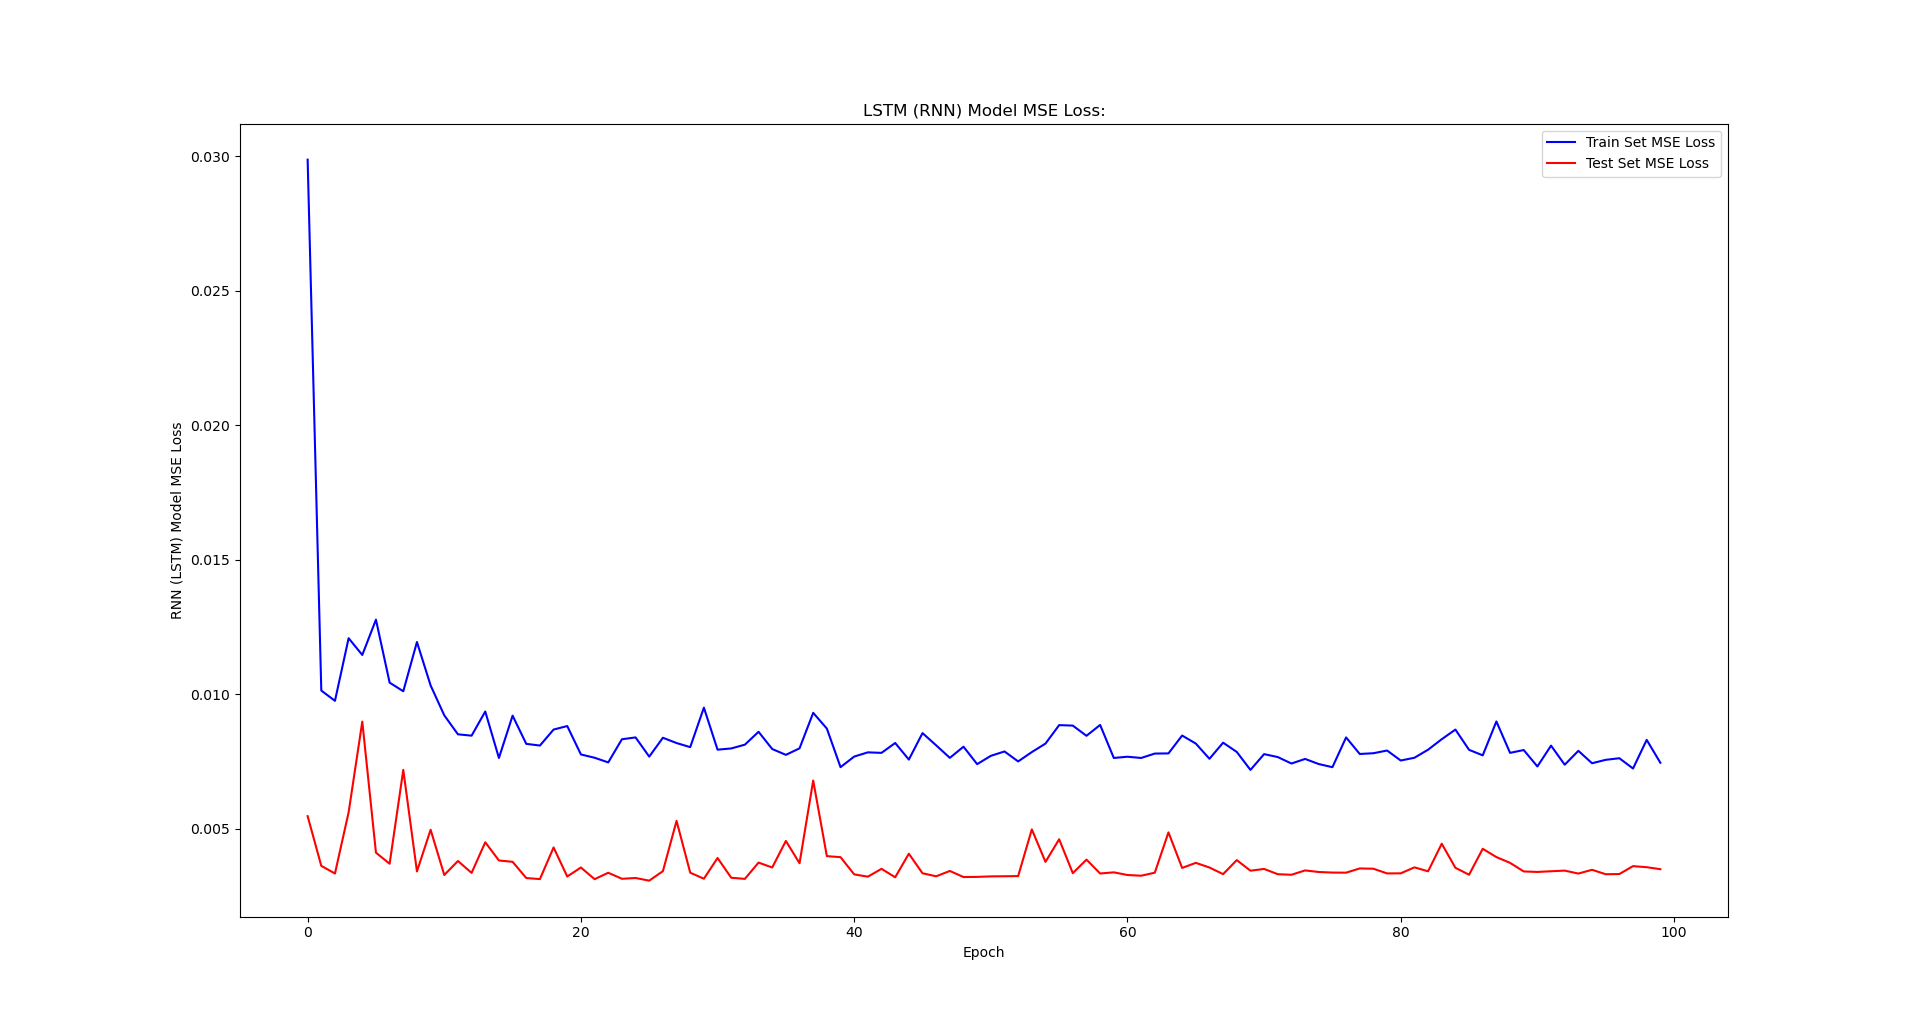 LSTM (RNN) Model MSE Loss:
Train Set MSE Loss
Test Set MSE Loss
RNN (LSTM) Model MSE Loss
0.030
0.025
0.020
0.015
0.010
0.005
0 20 40 60 80 100
Epoch